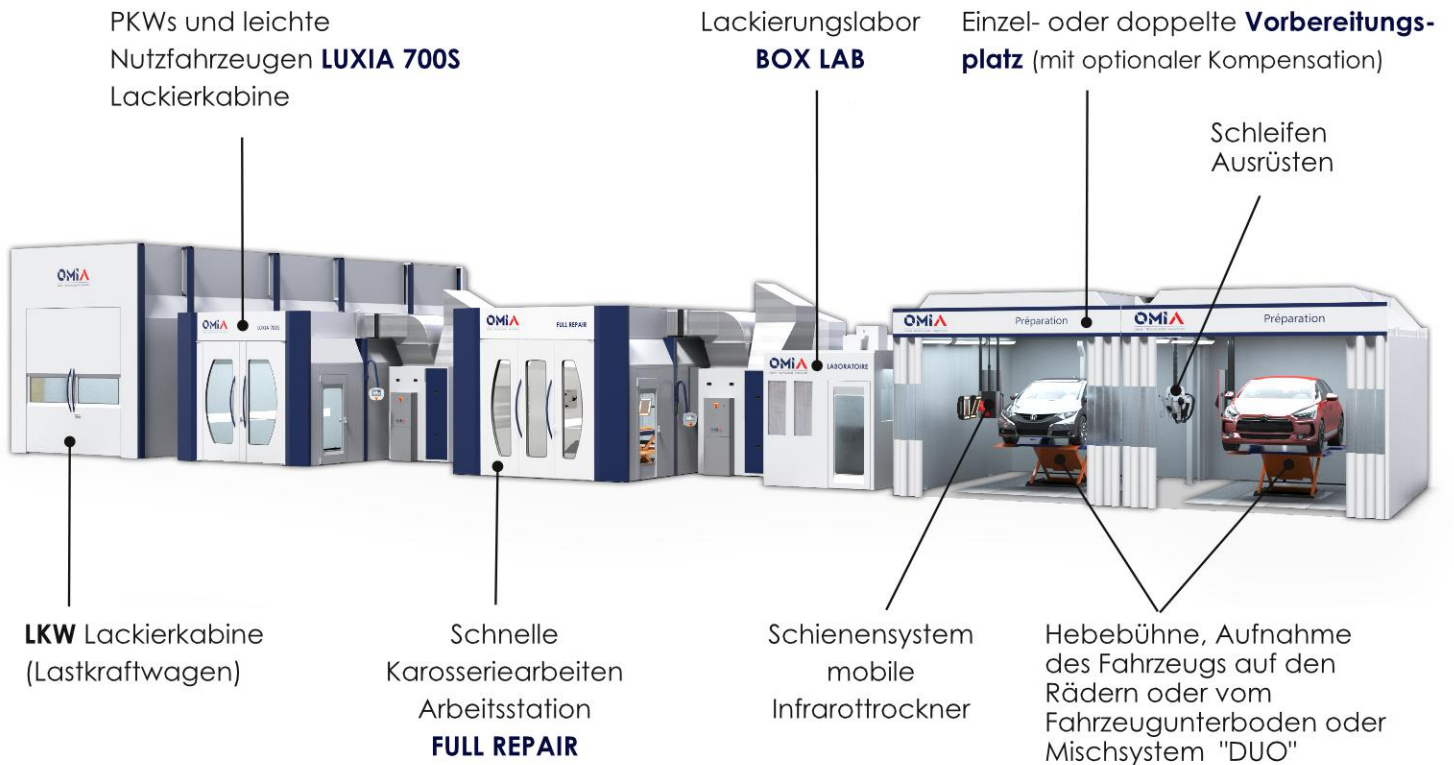 PKWs und leichte
Nutzfahrzeugen LUXIA 700S
Lackierkabine
Lackierungslabor
BOX LAB
Einzel- oder doppelte Vorbereitungs-
platz (mit optionaler Kompensation)
Schleifen
Ausrüsten
OMIA
OMIA
LUXIA 700S
OMIA
FULL REPAIR
OMIA
LABORATOIRE
OMIA
Préparation
OMIA
Préparation
OMIA
OMIA
LKW Lackierkabine
(Lastkraftwagen)
Schnelle
Karosseriearbeiten
Arbeitsstation
FULL REPAIR
Schienensystem
mobile
Infrarottrockner
Hebebühne, Aufnahme
des Fahrzeugs auf den
Rädern oder vom
Fahrzeugunterboden oder
Mischsystem "DUO"